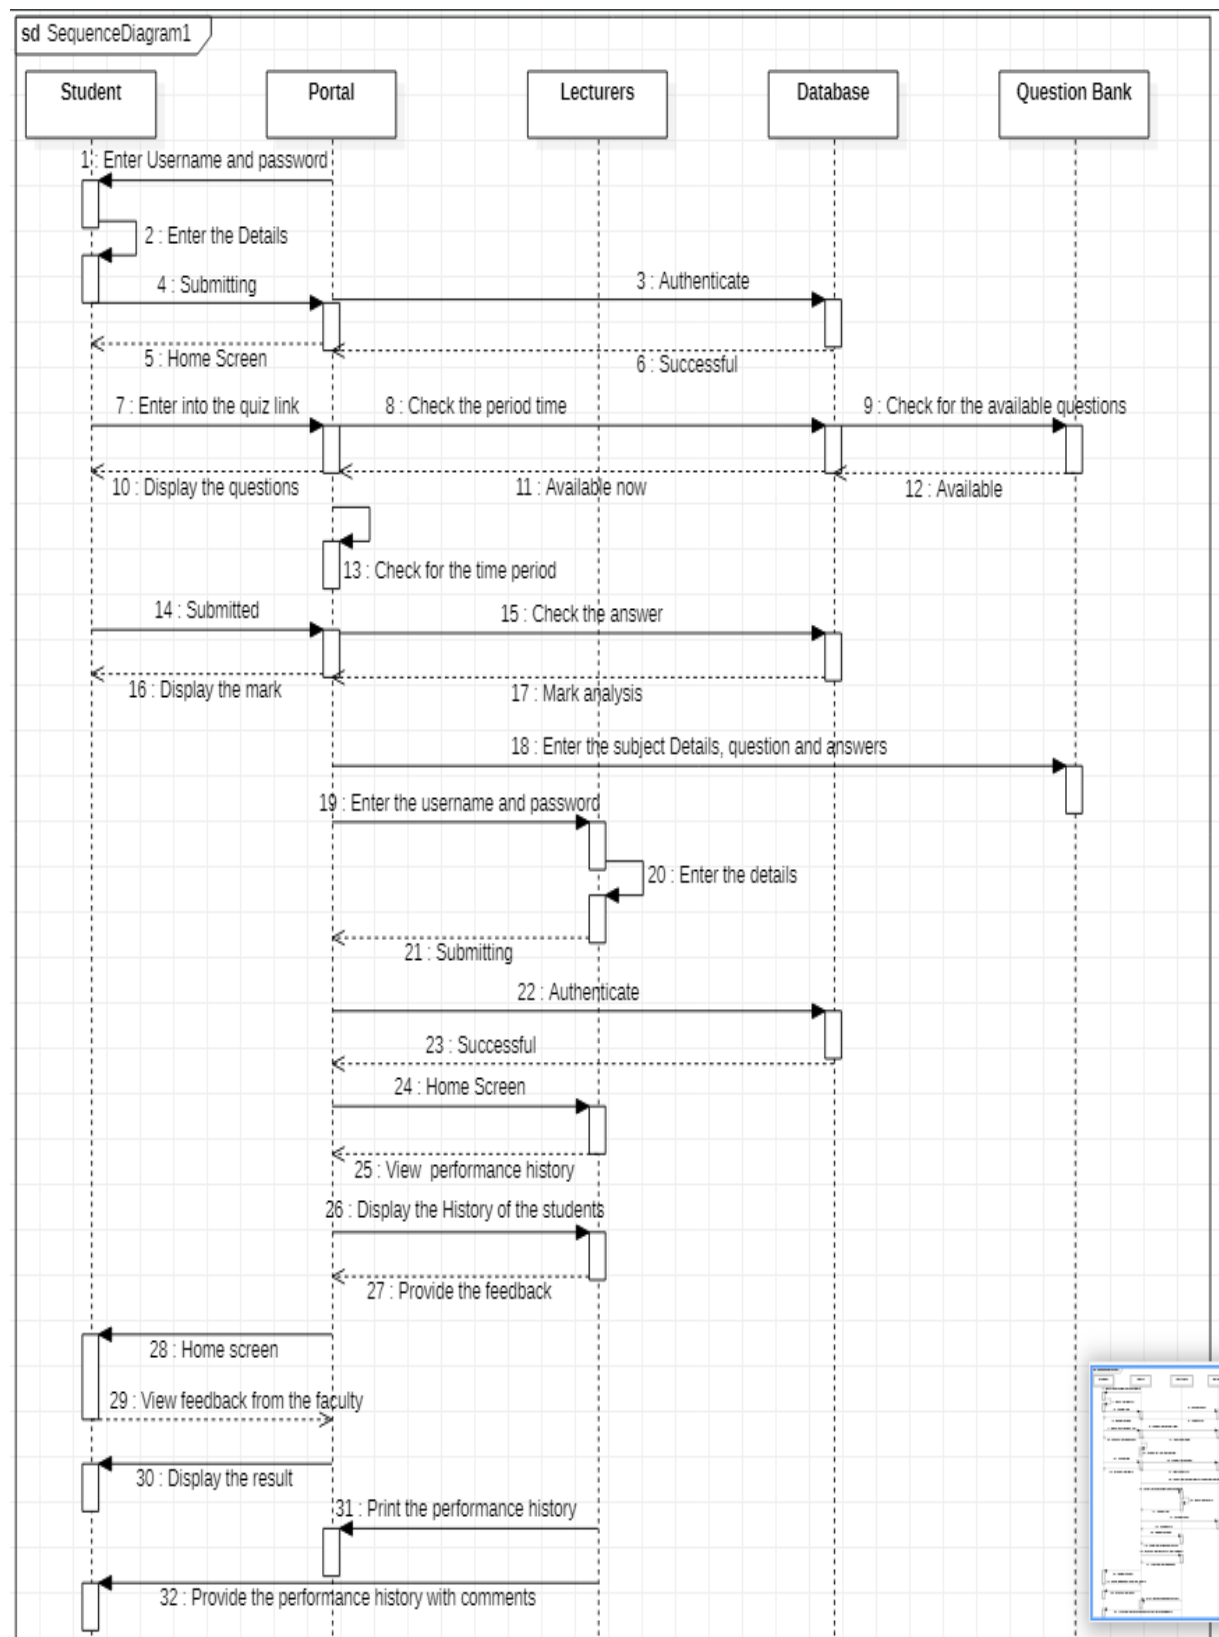 sd SequenceDiagram1
Student
Portal
Lecturers
Database
Question Bank
1 : Enter Username and password
2 : Enter the Details
4 : Submitting
3 : Authenticate
5 : Home Screen
6 : Successful
7 : Enter into the quiz link
8 : Check the period time
9 : Check for the available questions
10 : Display the questions
11 : Available now
12 : Available
13 : Check for the time period
14 : Submitted
15 : Check the answer
16 : Display the mark
17 : Mark analysis
18 : Enter the subject Details, question and answers
19 : Enter the username and password
20 : Enter the details
21 : Submitting
22 : Authenticate
23 : Successful
24 : Home Screen
25 : View  performance history
26 : Display the History of the students
27 : Provide the feedback
28 : Home screen
29 : View feedback from the faculty
30 : Display the result
31 : Print the performance history
32 : Provide the performance history with comments